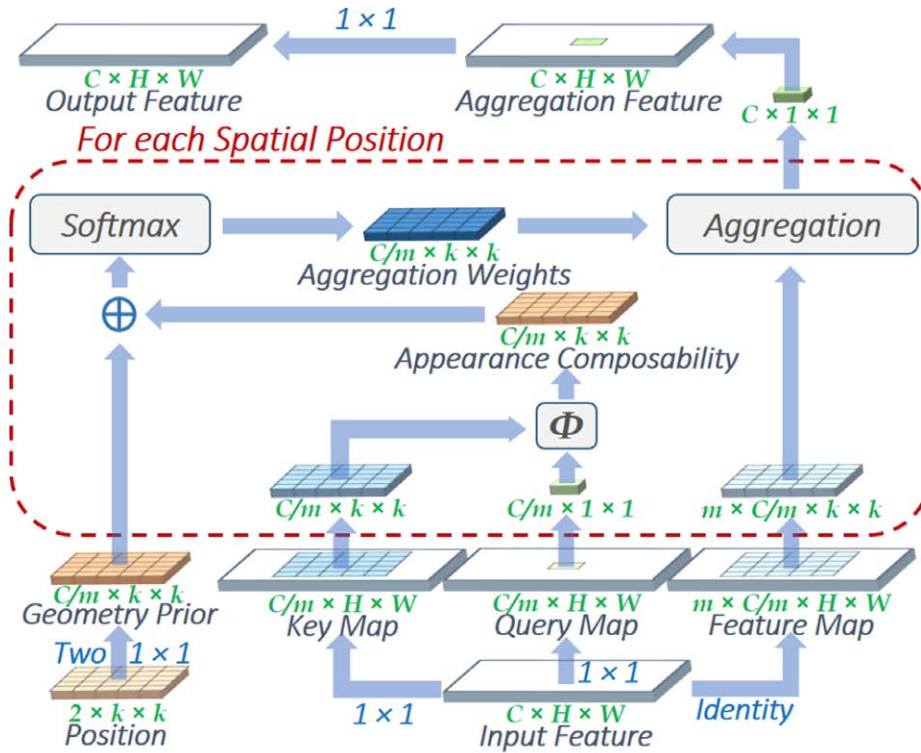 1 × 1
C × H × W
Output Feature
C × H × W
Aggregation Feature
C × 1 × 1
For each Spatial Position
Softmax
C/m × k × k
Aggregation Weights
Aggregation
C/m × k × k
Appearance Composability
Φ
C/m × k × k
C/m × 1 × 1
m × C/m × k × k
C/m × k × k
Geometry Prior
C/m × H × W
Key Map
C/m × H × W
Query Map
m × C/m × H × W
Feature Map
Two 1 × 1
2 × k × k
Position
1 × 1
1 × 1
Identity
C × H × W
Input Feature